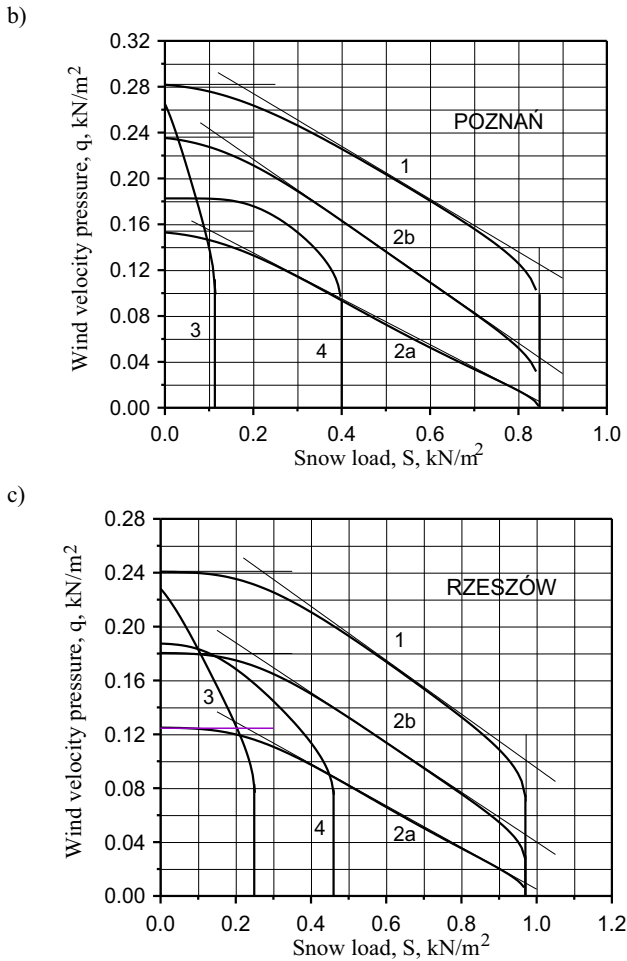 b)
0.32
0.28
0.24
0.20
0.16
0.12
0.08
0.04
0.00
Wind velocity pressure, q, kN/m²
POZNAŃ
1
2b
2a
3
4
0.0 0.2 0.4 0.6 0.8 1.0
Snow load, S, kN/m²
c)
0.28
0.24
0.20
0.16
0.12
0.08
0.04
0.00
Wind velocity pressure, q, kN/m²
RZESZÓW
1
3
2b
4
2a
0.0 0.2 0.4 0.6 0.8 1.0 1.2
Snow load, S, kN/m²